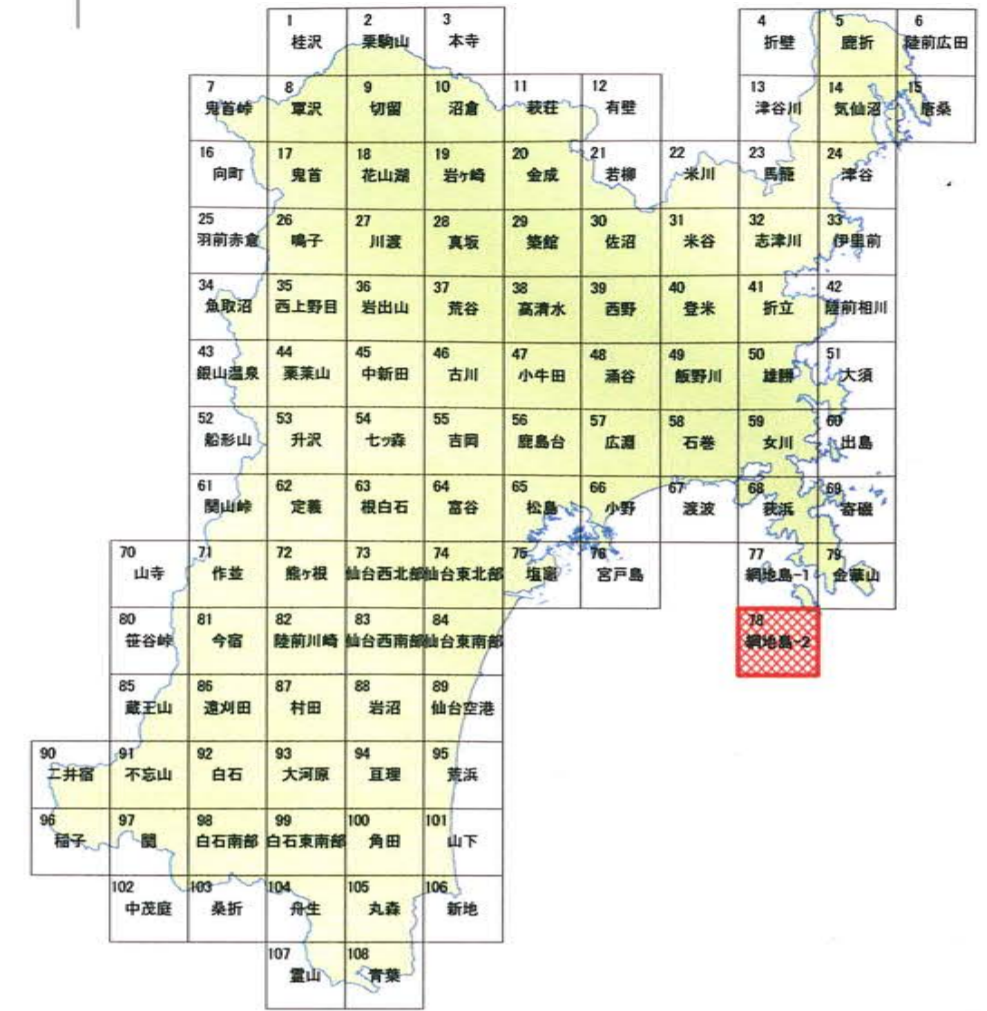 1 2 3 4 5 6
桂沢 栗駒山 本寺 折壁 鹿折 陸前広田
7 8 9 10 11 12 13 14 15
鬼首峠 軍沢 切留 沼倉 萩荘 有壁 津谷川 気仙沼 唐桑
16 17 18 19 20 21 22 23 24
向町 鬼首 花山湖 岩ヶ崎 金成 若柳 米川 馬籠 津谷
25 26 27 28 29 30 31 32 33
羽前赤倉 鳴子 川渡 真坂 築館 佐沼 米谷 志津川 伊里前
34 35 36 37 38 39 40 41 42
魚取沼 西上野目 岩出山 荒谷 高清水 西野 登米 折立 陸前相川
43 44 45 46 47 48 49 50 51
銀山温泉 薬莱山 中新田 古川 小牛田 涌谷 飯野川 雄勝 大須
52 53 54 55 56 57 58 59 60
船形山 升沢 七ッ森 吉岡 鹿島台 広淵 石巻 女川 出島
61 62 63 64 65 66 67 68 69
関山峠 定義 根白石 富谷 松島 小野 渡波 荻浜 寄磯
70 71 72 73 74 75 76 77 79
山寺 作並 熊ヶ根 仙台西北部 仙台東北部 塩竈 宮戸島 網地島-1 金華山
80 81 82 83 84 78
笹谷峠 今宿 陸前川崎 仙台西南部 仙台東南部 網地島-2
85 86 87 88 89
蔵王山 遠刈田 村田 岩沼 仙台空港
90 91 92 93 94 95
二井宿 不忘山 白石 大河原 亘理 荒浜
96 97 98 99 100 101
稲子 関 白石南部 白石東南部 角田 山下
102 103 104 105 106
中茂庭 桑折 舟生 丸森 新地
107 108
霊山 青葉